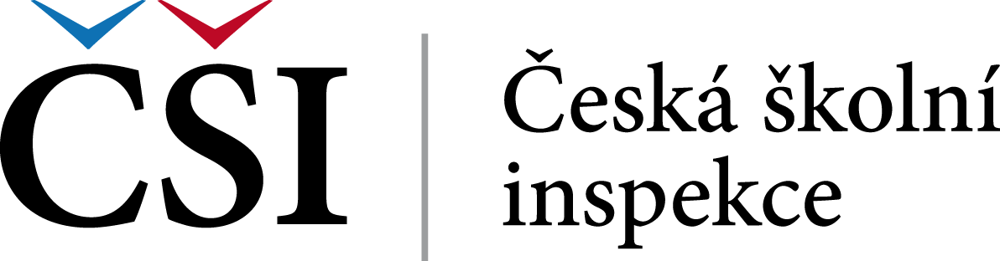 ČŠI
Česká školní
inspekce